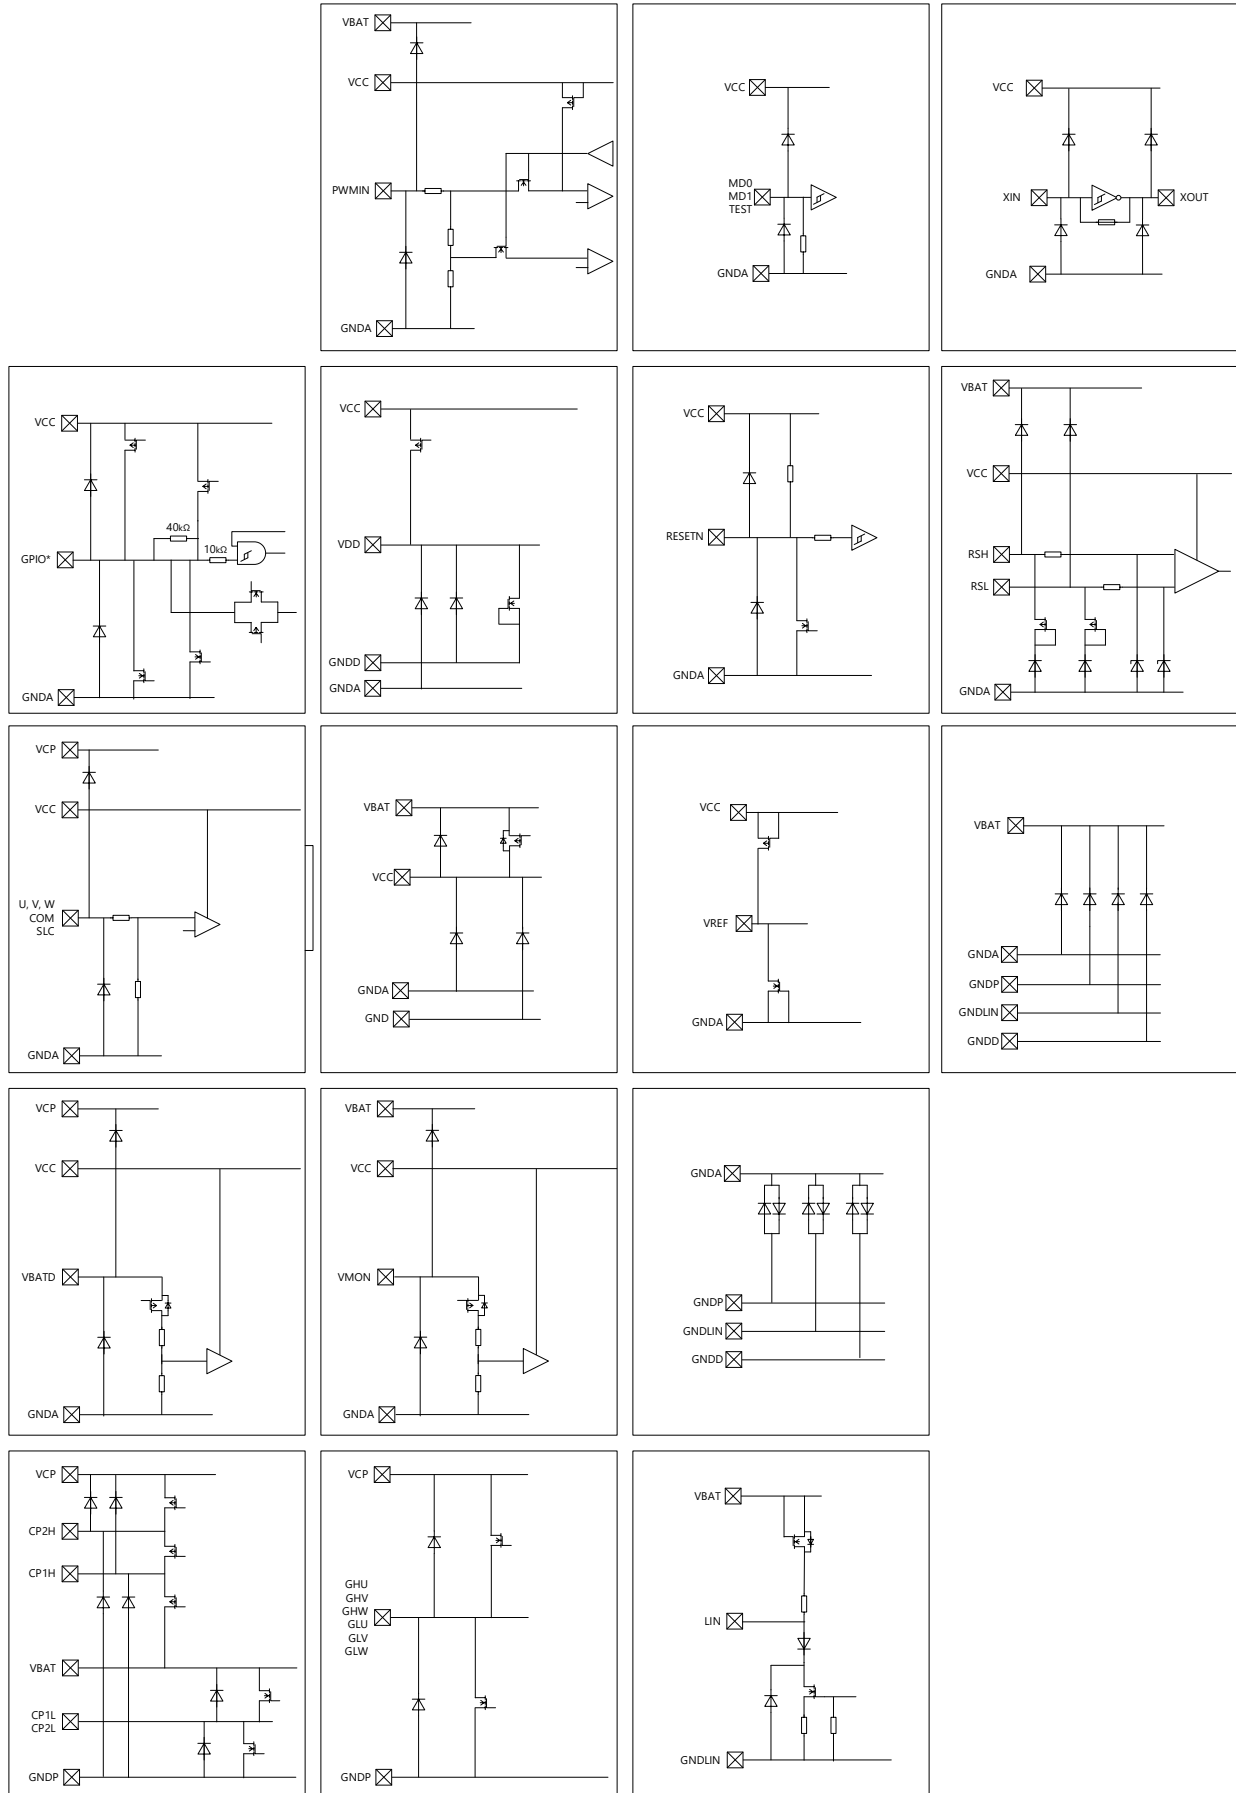 VBAT
VCC
PWMIN
GNDA
VCC
MD0
MD1
TEST
GNDA
VCC
XIN
XOUT
GNDA
VCC
40kΩ
10kΩ
GPIO*
GNDA
VCC
VDD
GNDD
GNDA
VCC
RESETN
GNDA
VBAT
VCC
RSH
RSL
GNDA
VCP
VCC
U, V, W
COM
SLC
GNDA
VBAT
VCC
GNDA
GND
VCC
VREF
GNDA
VBAT
GNDA
GNDP
GNDLIN
GNDD
VCP
VCC
VBATD
GNDA
VBAT
VCC
VMON
GNDA
GNDA
GNDP
GNDLIN
GNDD
VCP
CP2H
CP1H
VBAT
CP1L
CP2L
GNDP
VCP
GHU
GHV
GHW
GLU
GLV
GLW
GNDP
VBAT
LIN
GNDLIN